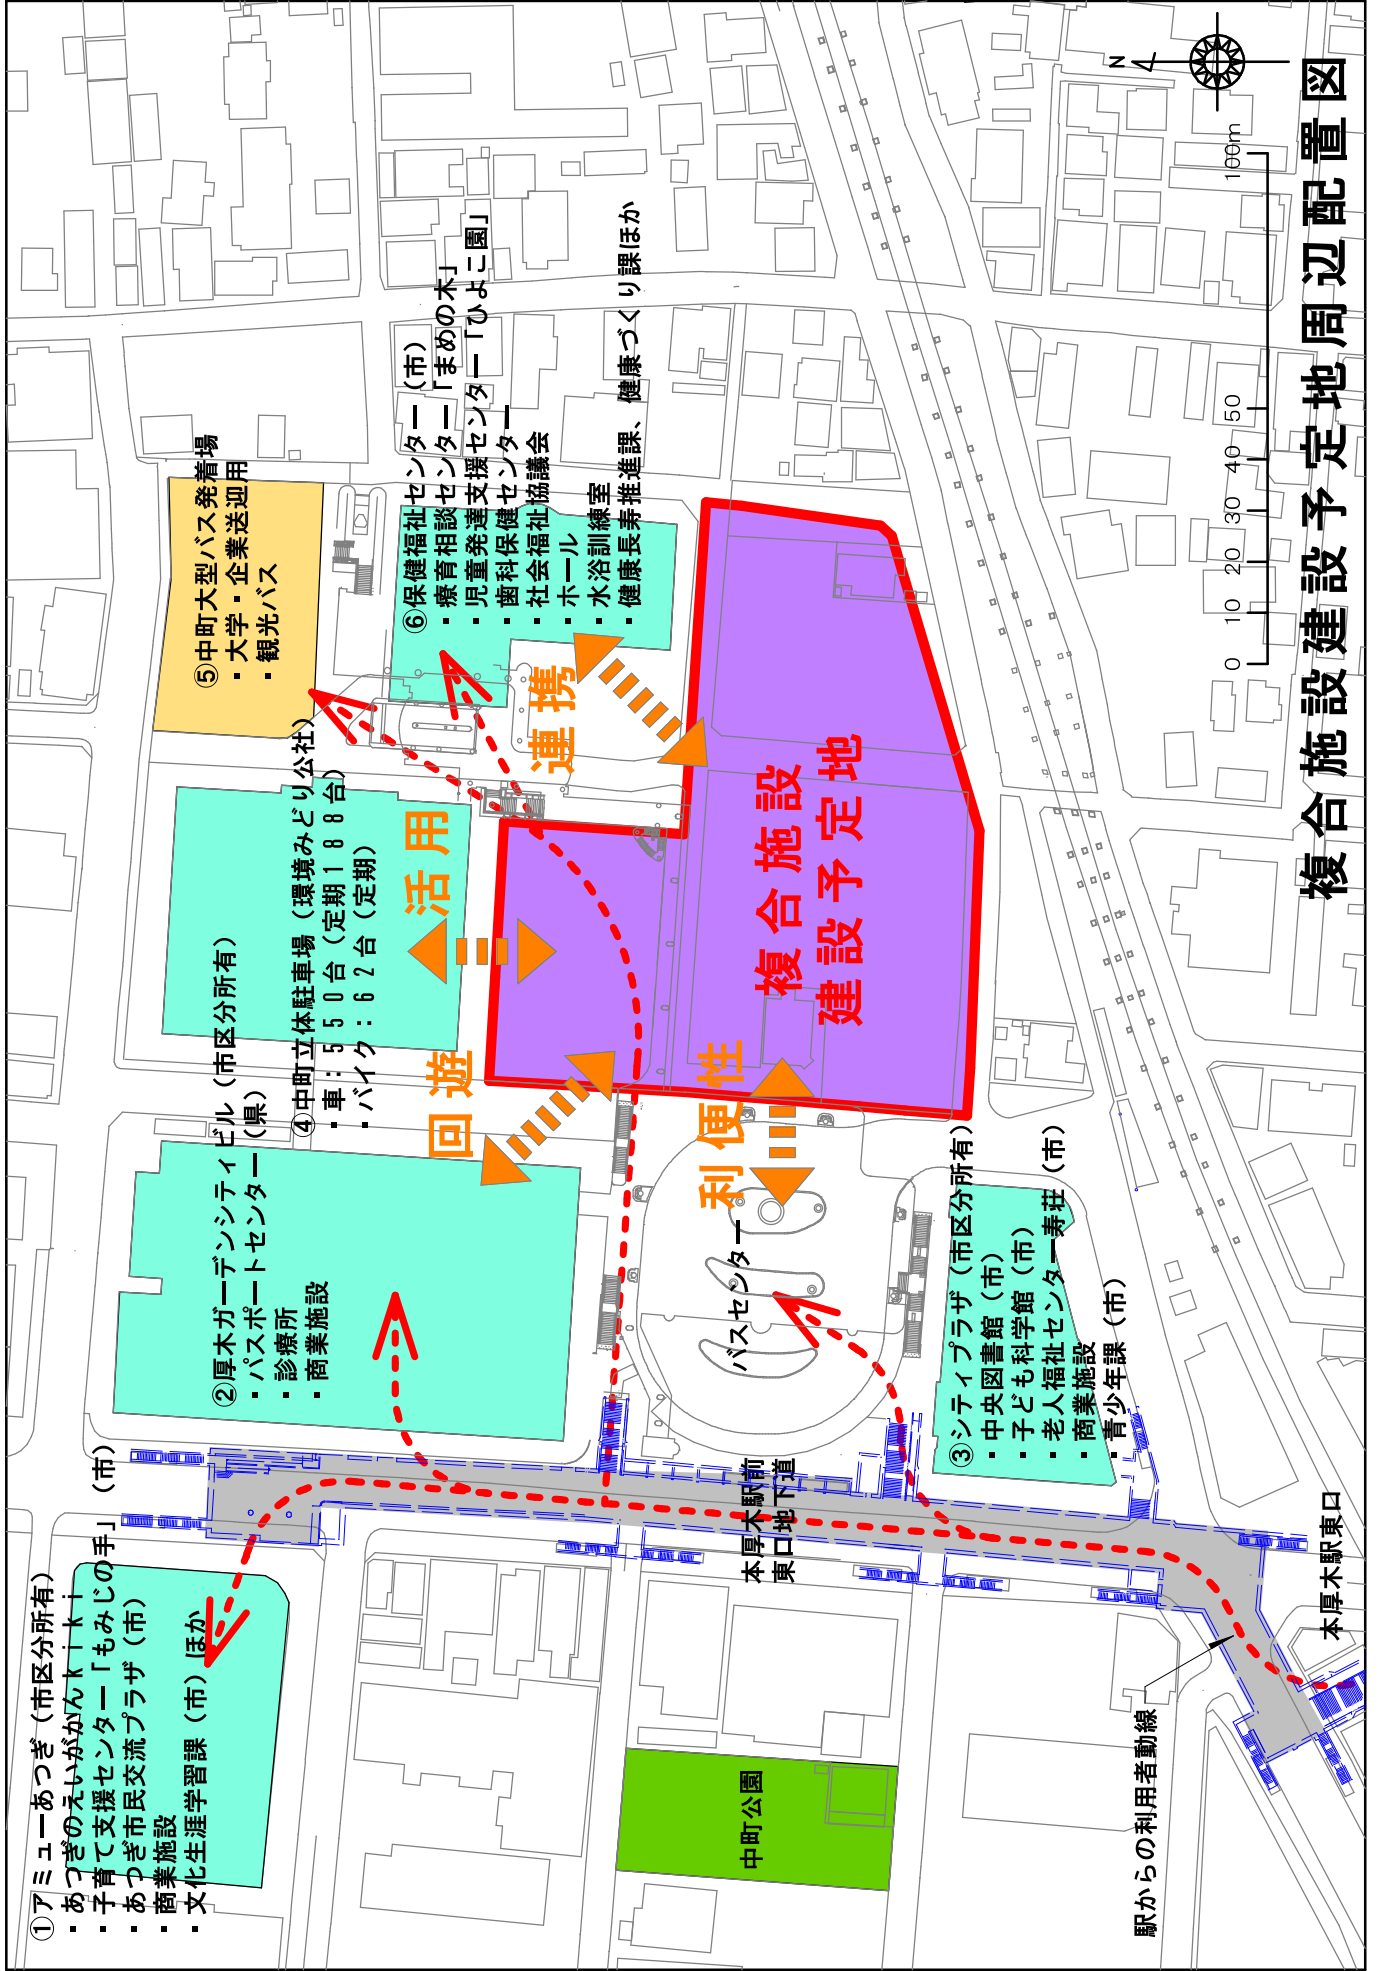 ①アミューあつぎ（市区分所有）
・あつぎのえいがかんｋｉｋｉ
・子育て支援センター「もみじの手」（市）
・あつぎ市民交流プラザ（市）
・商業施設
・文化生涯学習課（市）ほか
②厚木ガーデンシティビル（市区分所有）
・パスポートセンター（県）
・診療所
・商業施設
④中町立体駐車場（環境みどり公社）
・車：５５０台（定期１８８台）
・バイク：６２台（定期）
⑤中町大型バス発着場
・大学・企業送迎用
・観光バス
⑥保健福祉センター（市）
・療育相談センター「まめの木」
・児童発達支援センター「ひよこ園」
・歯科保健センター
・社会福祉協議会
・ホール
・水浴訓練室
・健康長寿推進課、健康づくり課ほか
回遊
活用
連携
利便性
複合施設
建設予定地
バスセンター
本厚木駅前
東口地下道
中町公園
③シティプラザ（市区分所有）
・中央図書館（市）
・子ども科学館（市）
・老人福祉センター寿荘（市）
・商業施設
・青少年課（市）
駅からの利用者動線
本厚木駅東口
N
0 10 20 30 40 50 100m
複合施設建設予定地周辺配置図